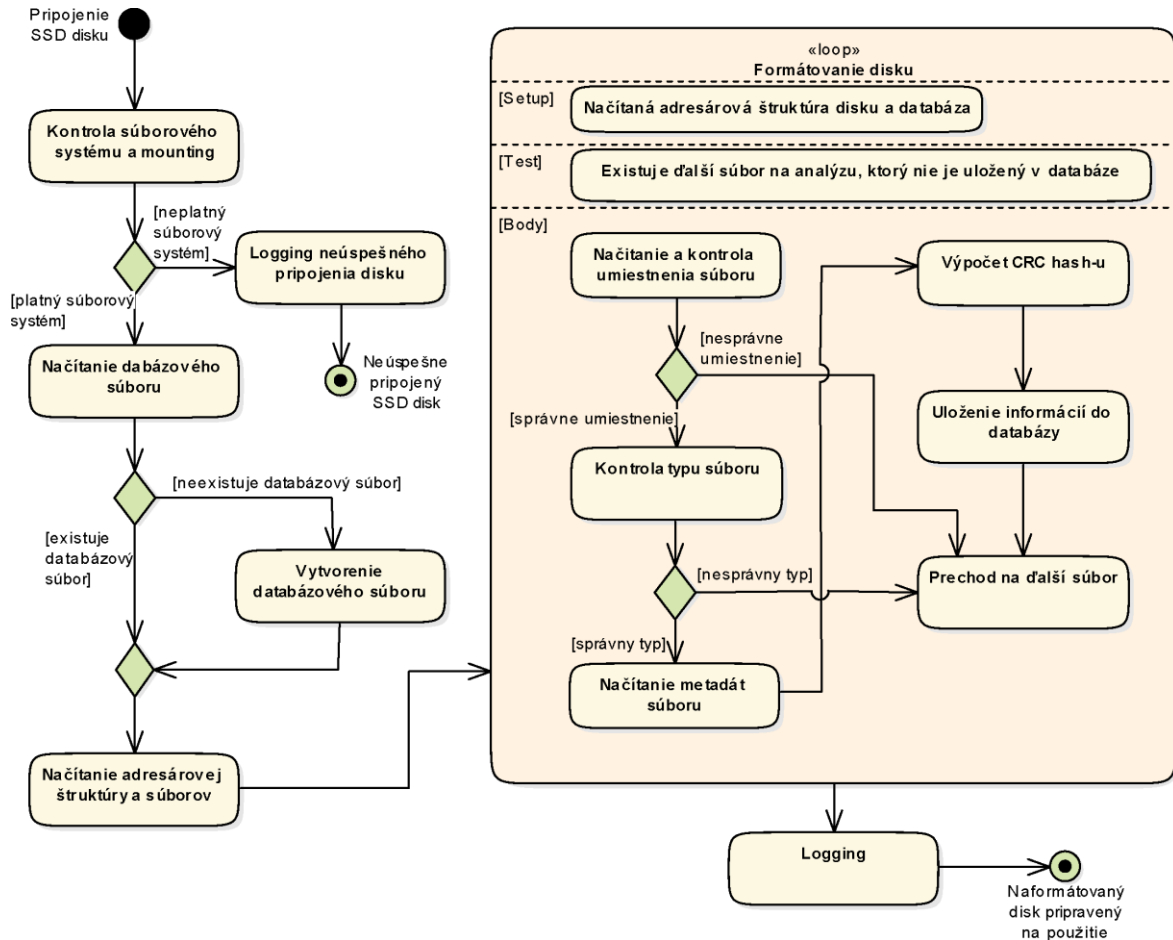 Pripojenie
SSD disku
Kontrola súborového
systému a mounting
[neplatný
súborový
systém]
Logging neúspešného
pripojenia disku
[platný súborový
systém]
Neúspešne
pripojený
SSD disk
Načítanie dabázového
súboru
[neexistuje databázový súbor]
[existuje
databázový
súbor]
Vytvorenie
databázového súboru
Načítanie adresárovej
štruktúry a súborov
«loop»
Formátovanie disku
[Setup]
Načítaná adresárová štruktúra disku a databáza
[Test]
Existuje ďalší súbor na analýzu, ktorý nie je uložený v databáze
[Body]
Načitanie a kontrola
umiestnenia súboru
[nesprávne
umiestnenie]
[správne umiestnenie]
Kontrola typu súboru
[nesprávny typ]
[správny typ]
Načítanie metadát
súboru
Výpočet CRC hash-u
Uloženie informácií do
databázy
Prechod na ďalší súbor
Logging
Naformátovaný
disk pripravený
na použitie